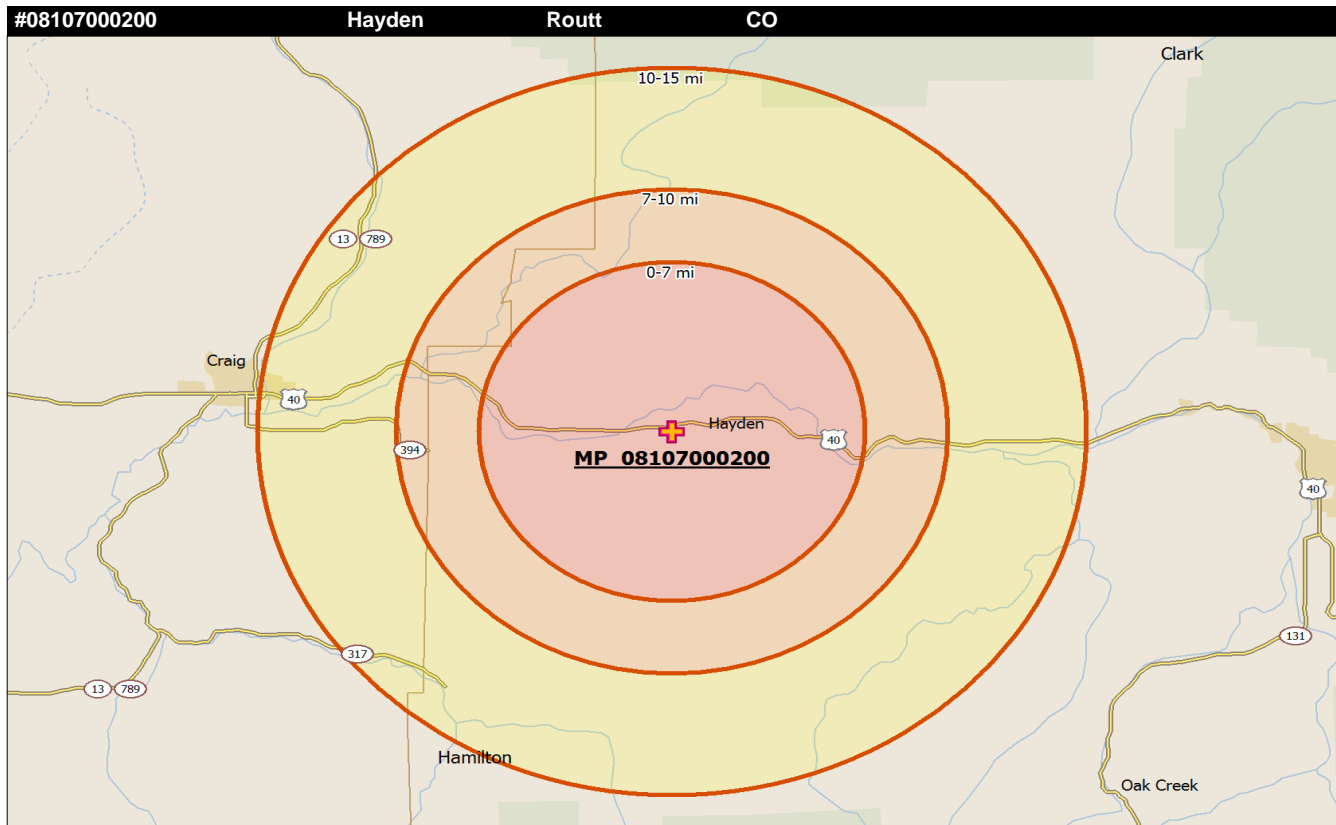 #08107000200 Hayden Routt CO
Clark
10-15 mi
7-10 mi
13 789
0-7 mi
Craig
40
Hayden
40
394
MP 08107000200
40
131
317
13 789
Hamilton
Oak Creek